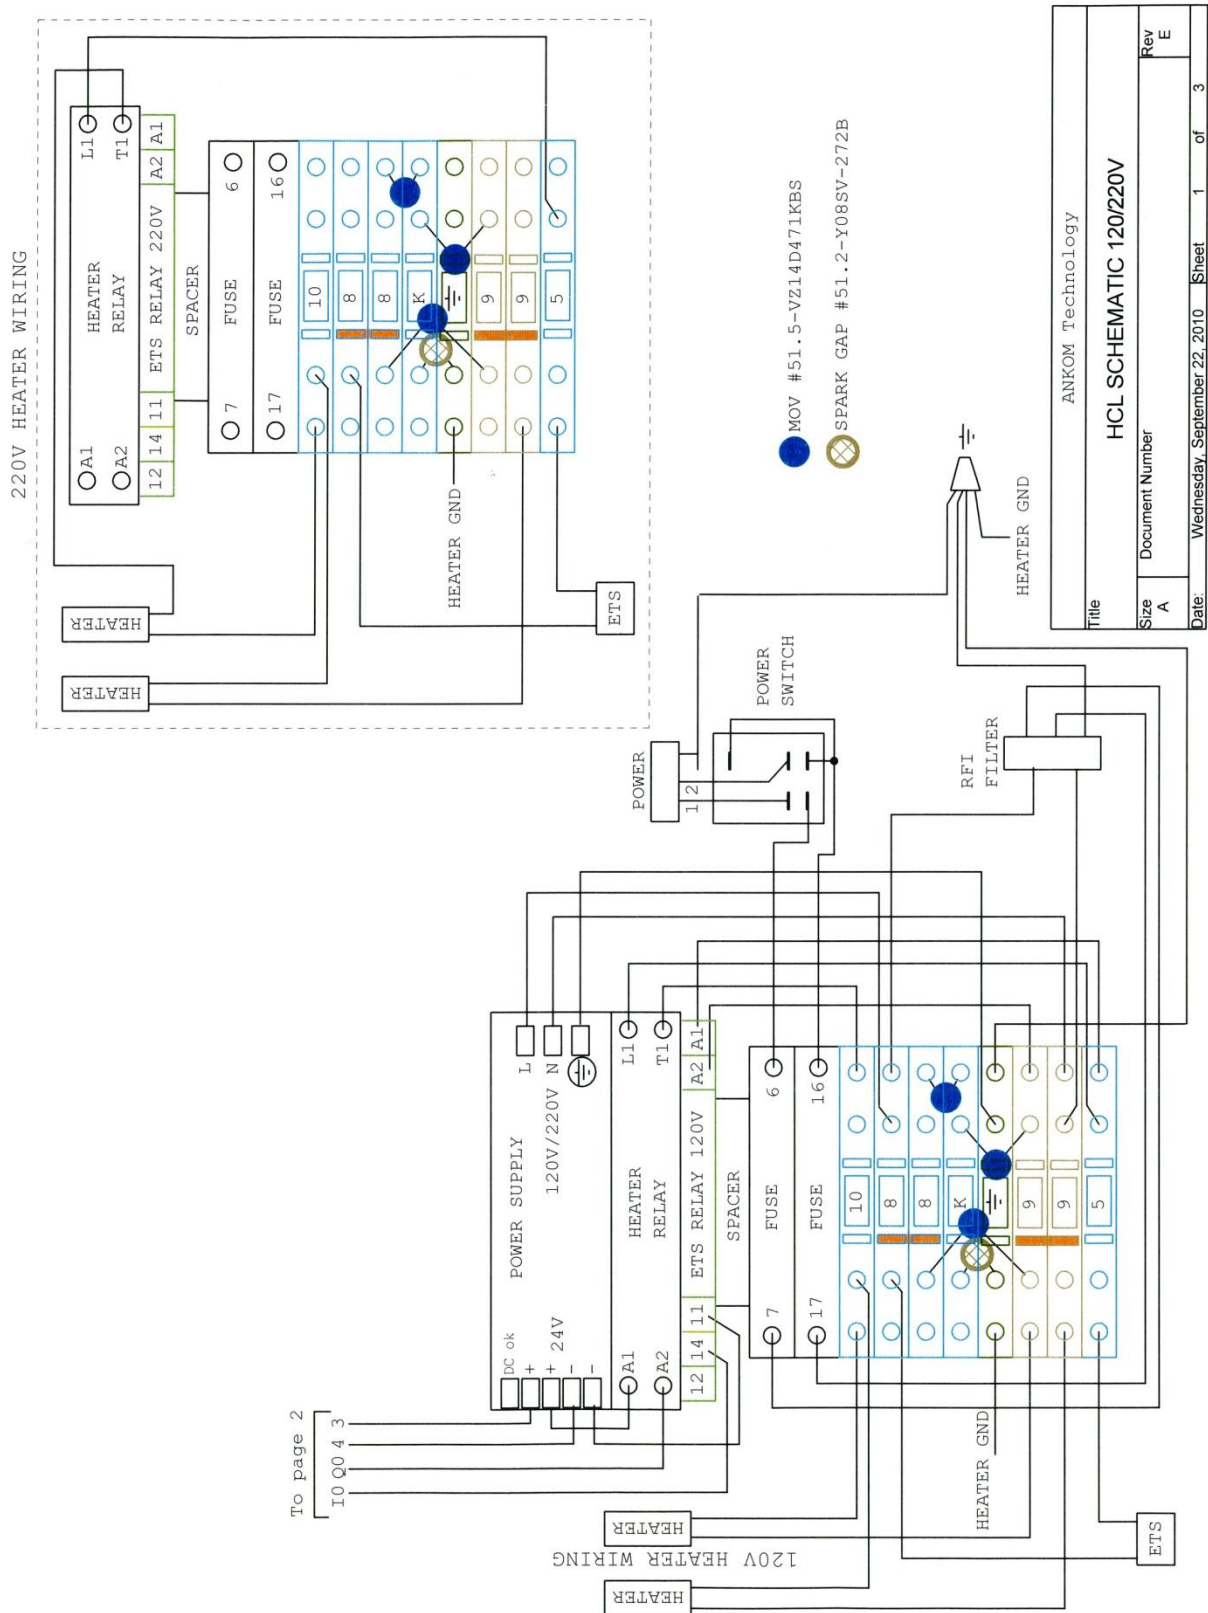 220V HEATER WIRING
HEATER
HEATER
A1
A2
HEATER
RELAY
L1
T1
12 14 11 ETS RELAY 220V A2 A1
SPACER
7 FUSE 6
17 FUSE 16
10
8
8
K
9
9
5
HEATER GND
ETS
MOV #51.5-VZ14D471KBS
SPARK GAP #51.2-Y08SV-272B
To page 2
I0 Q0 4 3
DC ok
+
+ 24V
-
-
POWER SUPPLY
120V/220V
L
N
A1
A2
HEATER
RELAY
L1
T1
12 14 11 ETS RELAY 120V A2 A1
SPACER
7 FUSE 6
17 FUSE 16
10
8
8
K
9
9
5
HEATER GND
120V HEATER WIRING
HEATER
HEATER
ETS
POWER
1 2
POWER
SWITCH
RFI
FILTER
HEATER GND
ANKOM Technology
Title
HCL SCHEMATIC 120/220V
Size Document Number Rev
A E
Date: Wednesday, September 22, 2010 Sheet 1 of 3